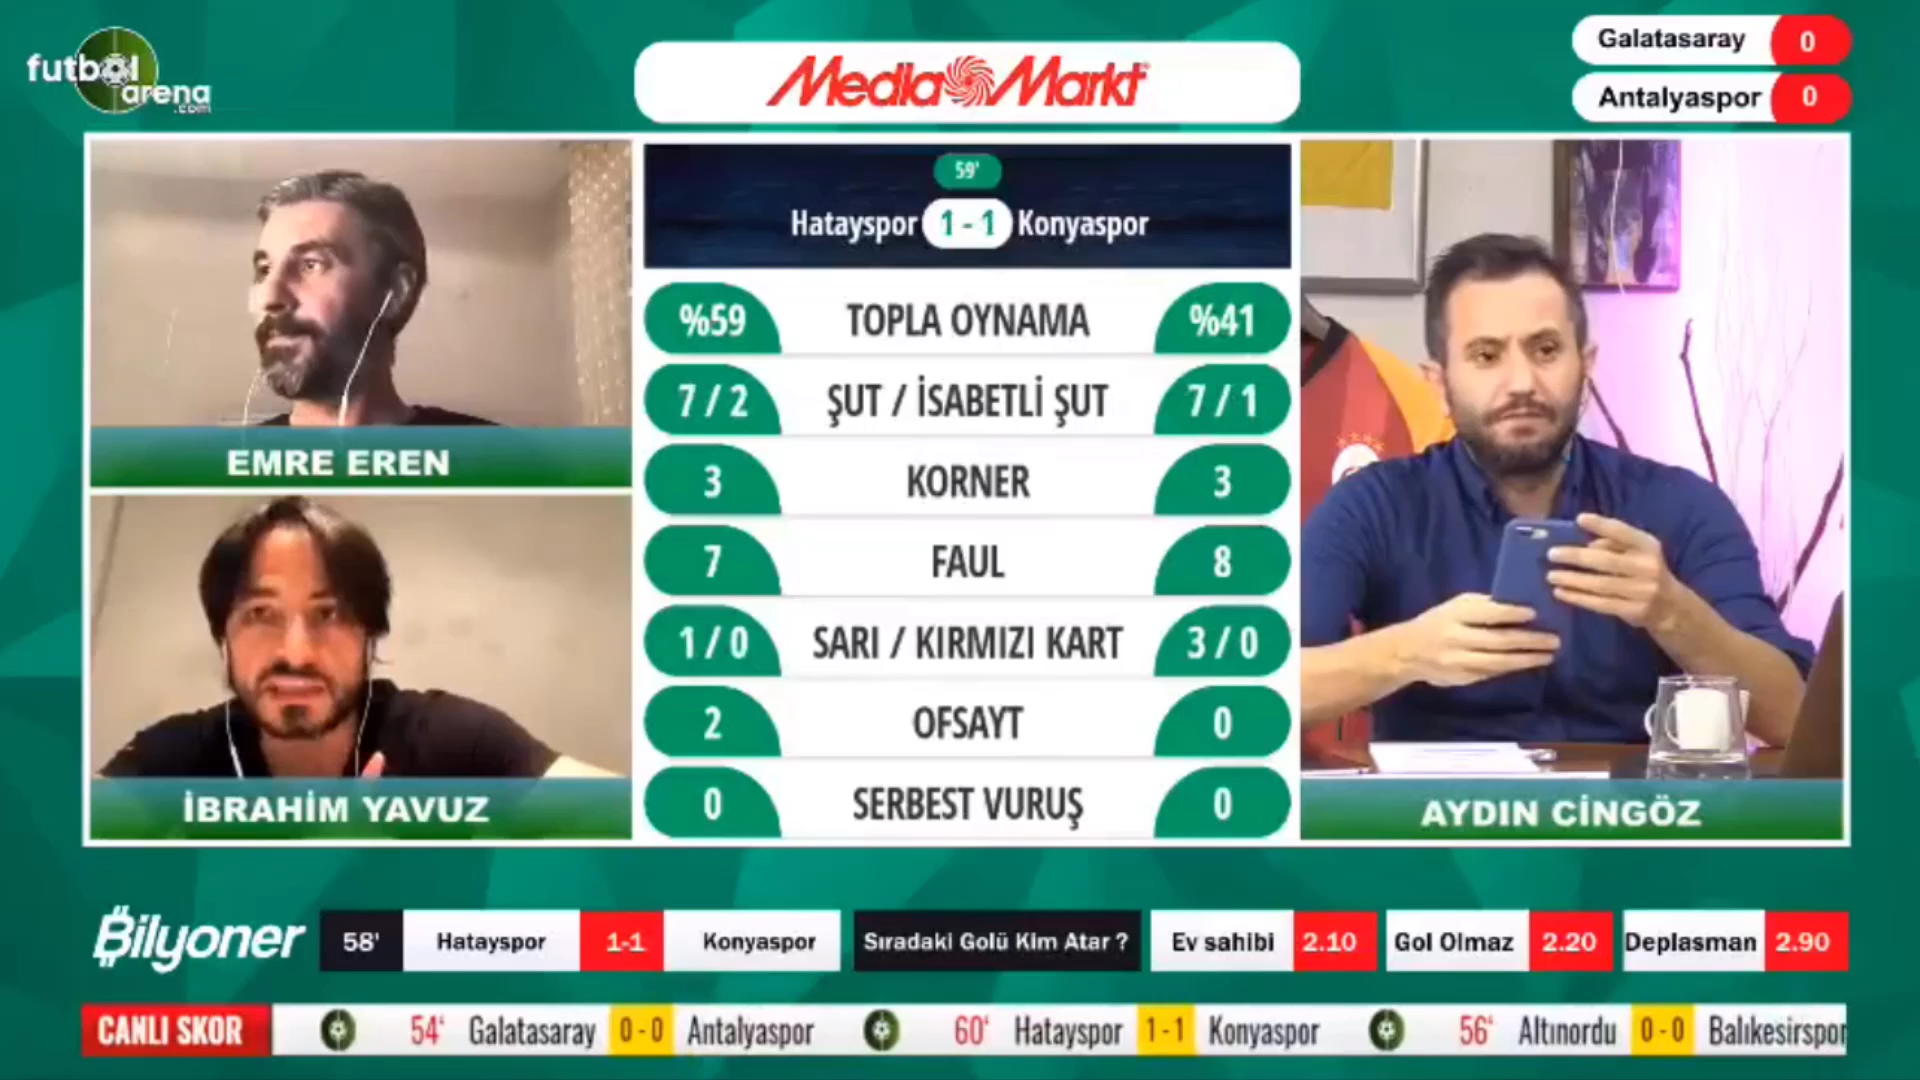 futbol
arena
.com
MediaMarkt
Galatasaray 0
Antalyaspor 0
59'
Hatayspor 1 - 1 Konyaspor
%59 TOPLA OYNAMA %41
7 / 2 ŞUT / İSABETLİ ŞUT 7 / 1
3 KORNER 3
7 FAUL 8
1 / 0 SARI / KIRMIZI KART 3 / 0
2 OFSAYT 0
0 SERBEST VURUŞ 0
EMRE EREN
İBRAHİM YAVUZ
AYDIN CİNGÖZ
Bilyoner 58' Hatayspor 1-1 Konyaspor Sıradaki Golü Kim Atar ? Ev sahibi 2.10 Gol Olmaz 2.20 Deplasman 2.90
CANLI SKOR 54' Galatasaray 0 - 0 Antalyaspor 60' Hatayspor 1 - 1 Konyaspor 56' Altınordu 0 - 0 Balıkesirspor